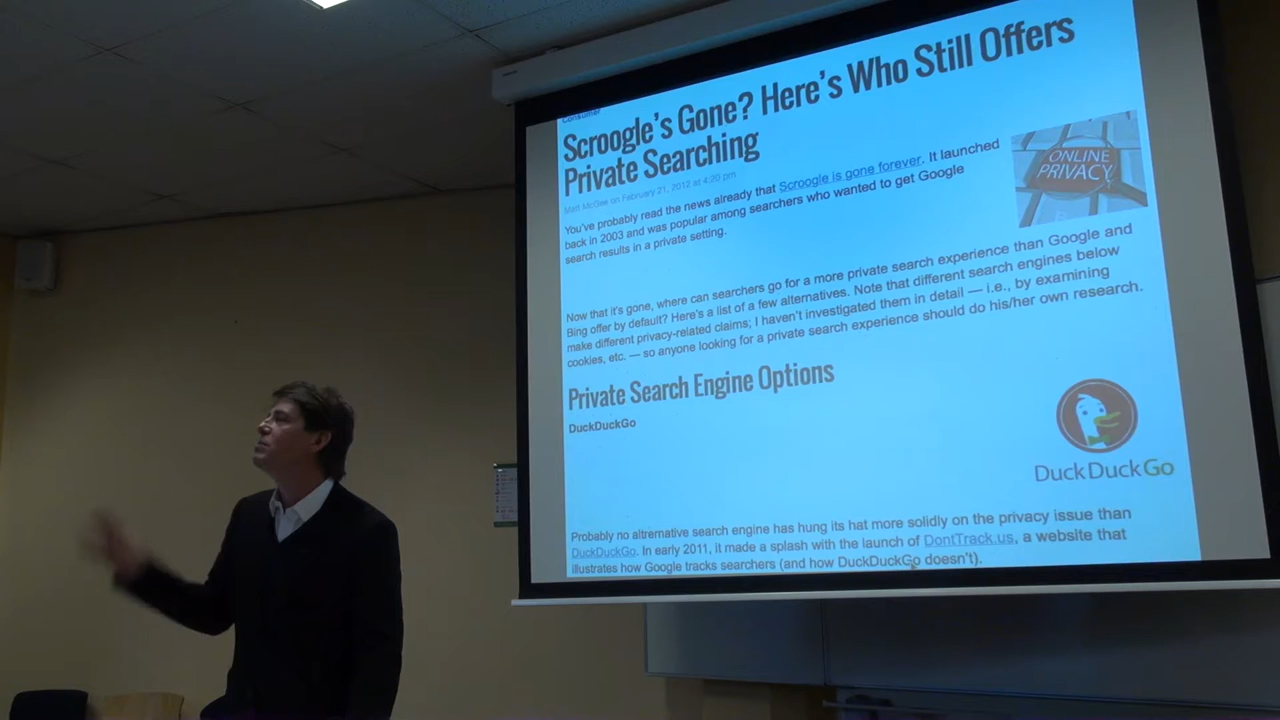 Consumer
Scroogle's Gone? Here's Who Still Offers
Private Searching
Matt McGee on February 21, 2012 at 4:20 pm
You've probably read the news already that Scroogle is gone forever. It launched
back in 2003 and was popular among searchers who wanted to get Google
search results in a private setting.
ONLINE
PRIVACY
Now that it's gone, where can searchers go for a more private search experience than Google and
Bing offer by default? Here's a list of a few alternatives. Note that different search engines below
make different privacy-related claims; I haven't investigated them in detail — i.e., by examining
cookies, etc. — so anyone looking for a private search experience should do his/her own research.
Private Search Engine Options
DuckDuckGo
DuckDuckGo
Probably no altrernative search engine has hung its hat more solidly on the privacy issue than
DuckDuckGo. In early 2011, it made a splash with the launch of DontTrack.us, a website that
illustrates how Google tracks searchers (and how DuckDuckGo doesn't).